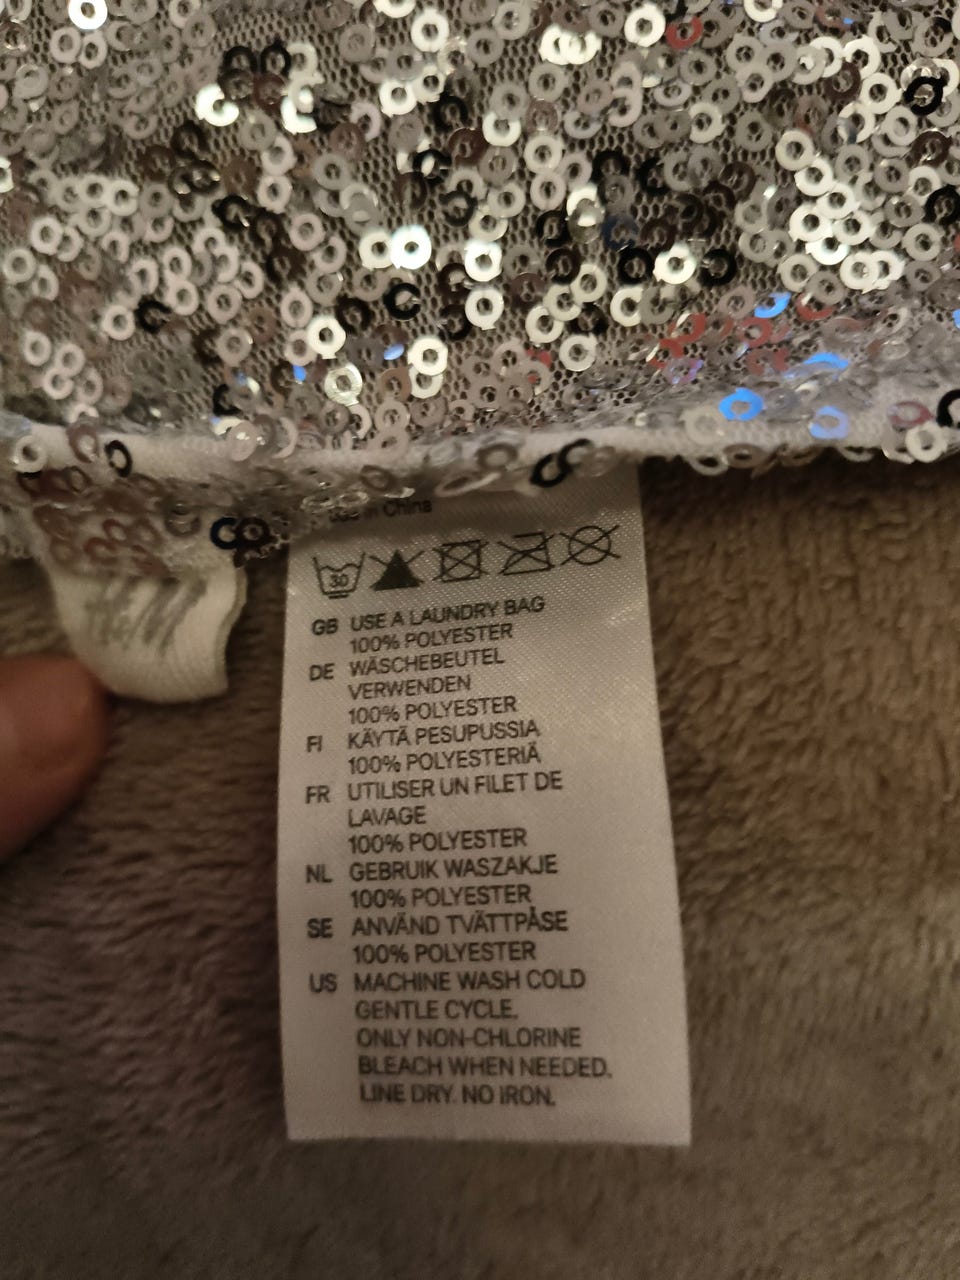 in China
30
GB USE A LAUNDRY BAG
100% POLYESTER
DE WÄSCHEBEUTEL
VERWENDEN
100% POLYESTER
FI KÄYTÄ PESUPUSSIA
100% POLYESTERIÄ
FR UTILISER UN FILET DE
LAVAGE
100% POLYESTER
NL GEBRUIK WASZAKJE
100% POLYESTER
SE ANVÄND TVÄTTPÅSE
100% POLYESTER
US MACHINE WASH COLD
GENTLE CYCLE.
ONLY NON-CHLORINE
BLEACH WHEN NEEDED.
LINE DRY. NO IRON.